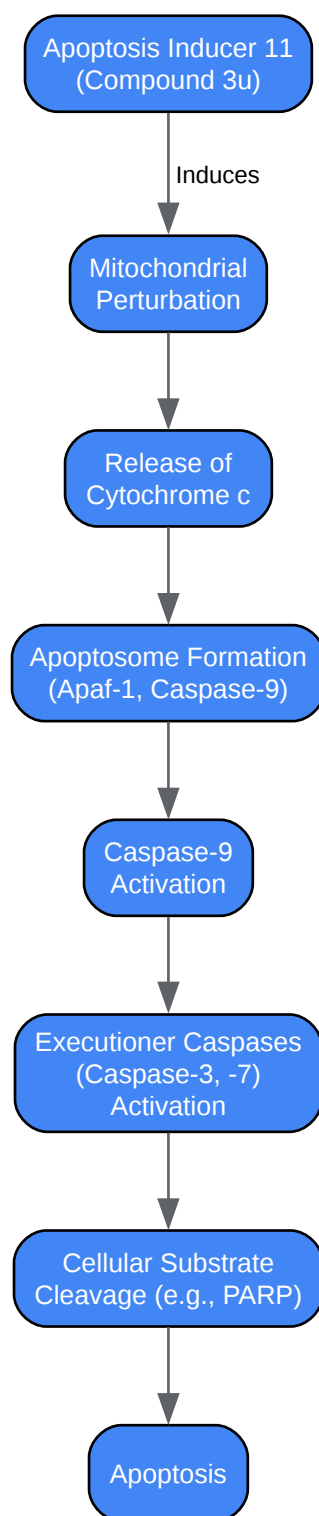 Apoptosis Inducer 11
(Compound 3u)
Induces
Mitochondrial
Perturbation
Release of
Cytochrome c
Apoptosome Formation
(Apaf-1, Caspase-9)
Caspase-9
Activation
Executioner Caspases
(Caspase-3, -7)
Activation
Cellular Substrate
Cleavage (e.g., PARP)
Apoptosis